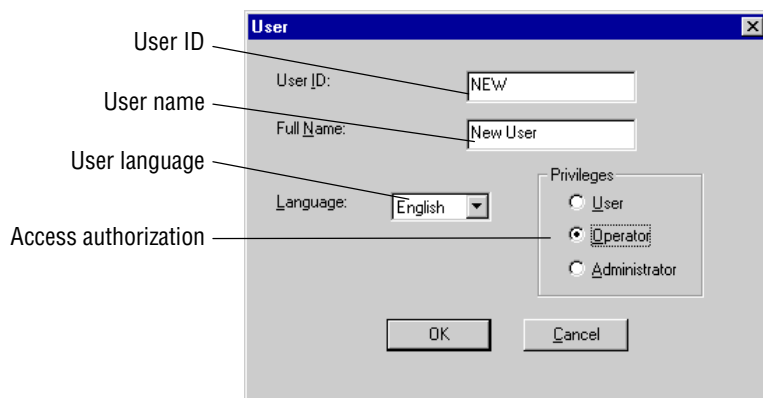 User
User ID
User ID:
NEW
User name
Full Name:
New User
User language
Privileges
Language:
English
User
Access authorization
Operator
Administrator
OK
Cancel